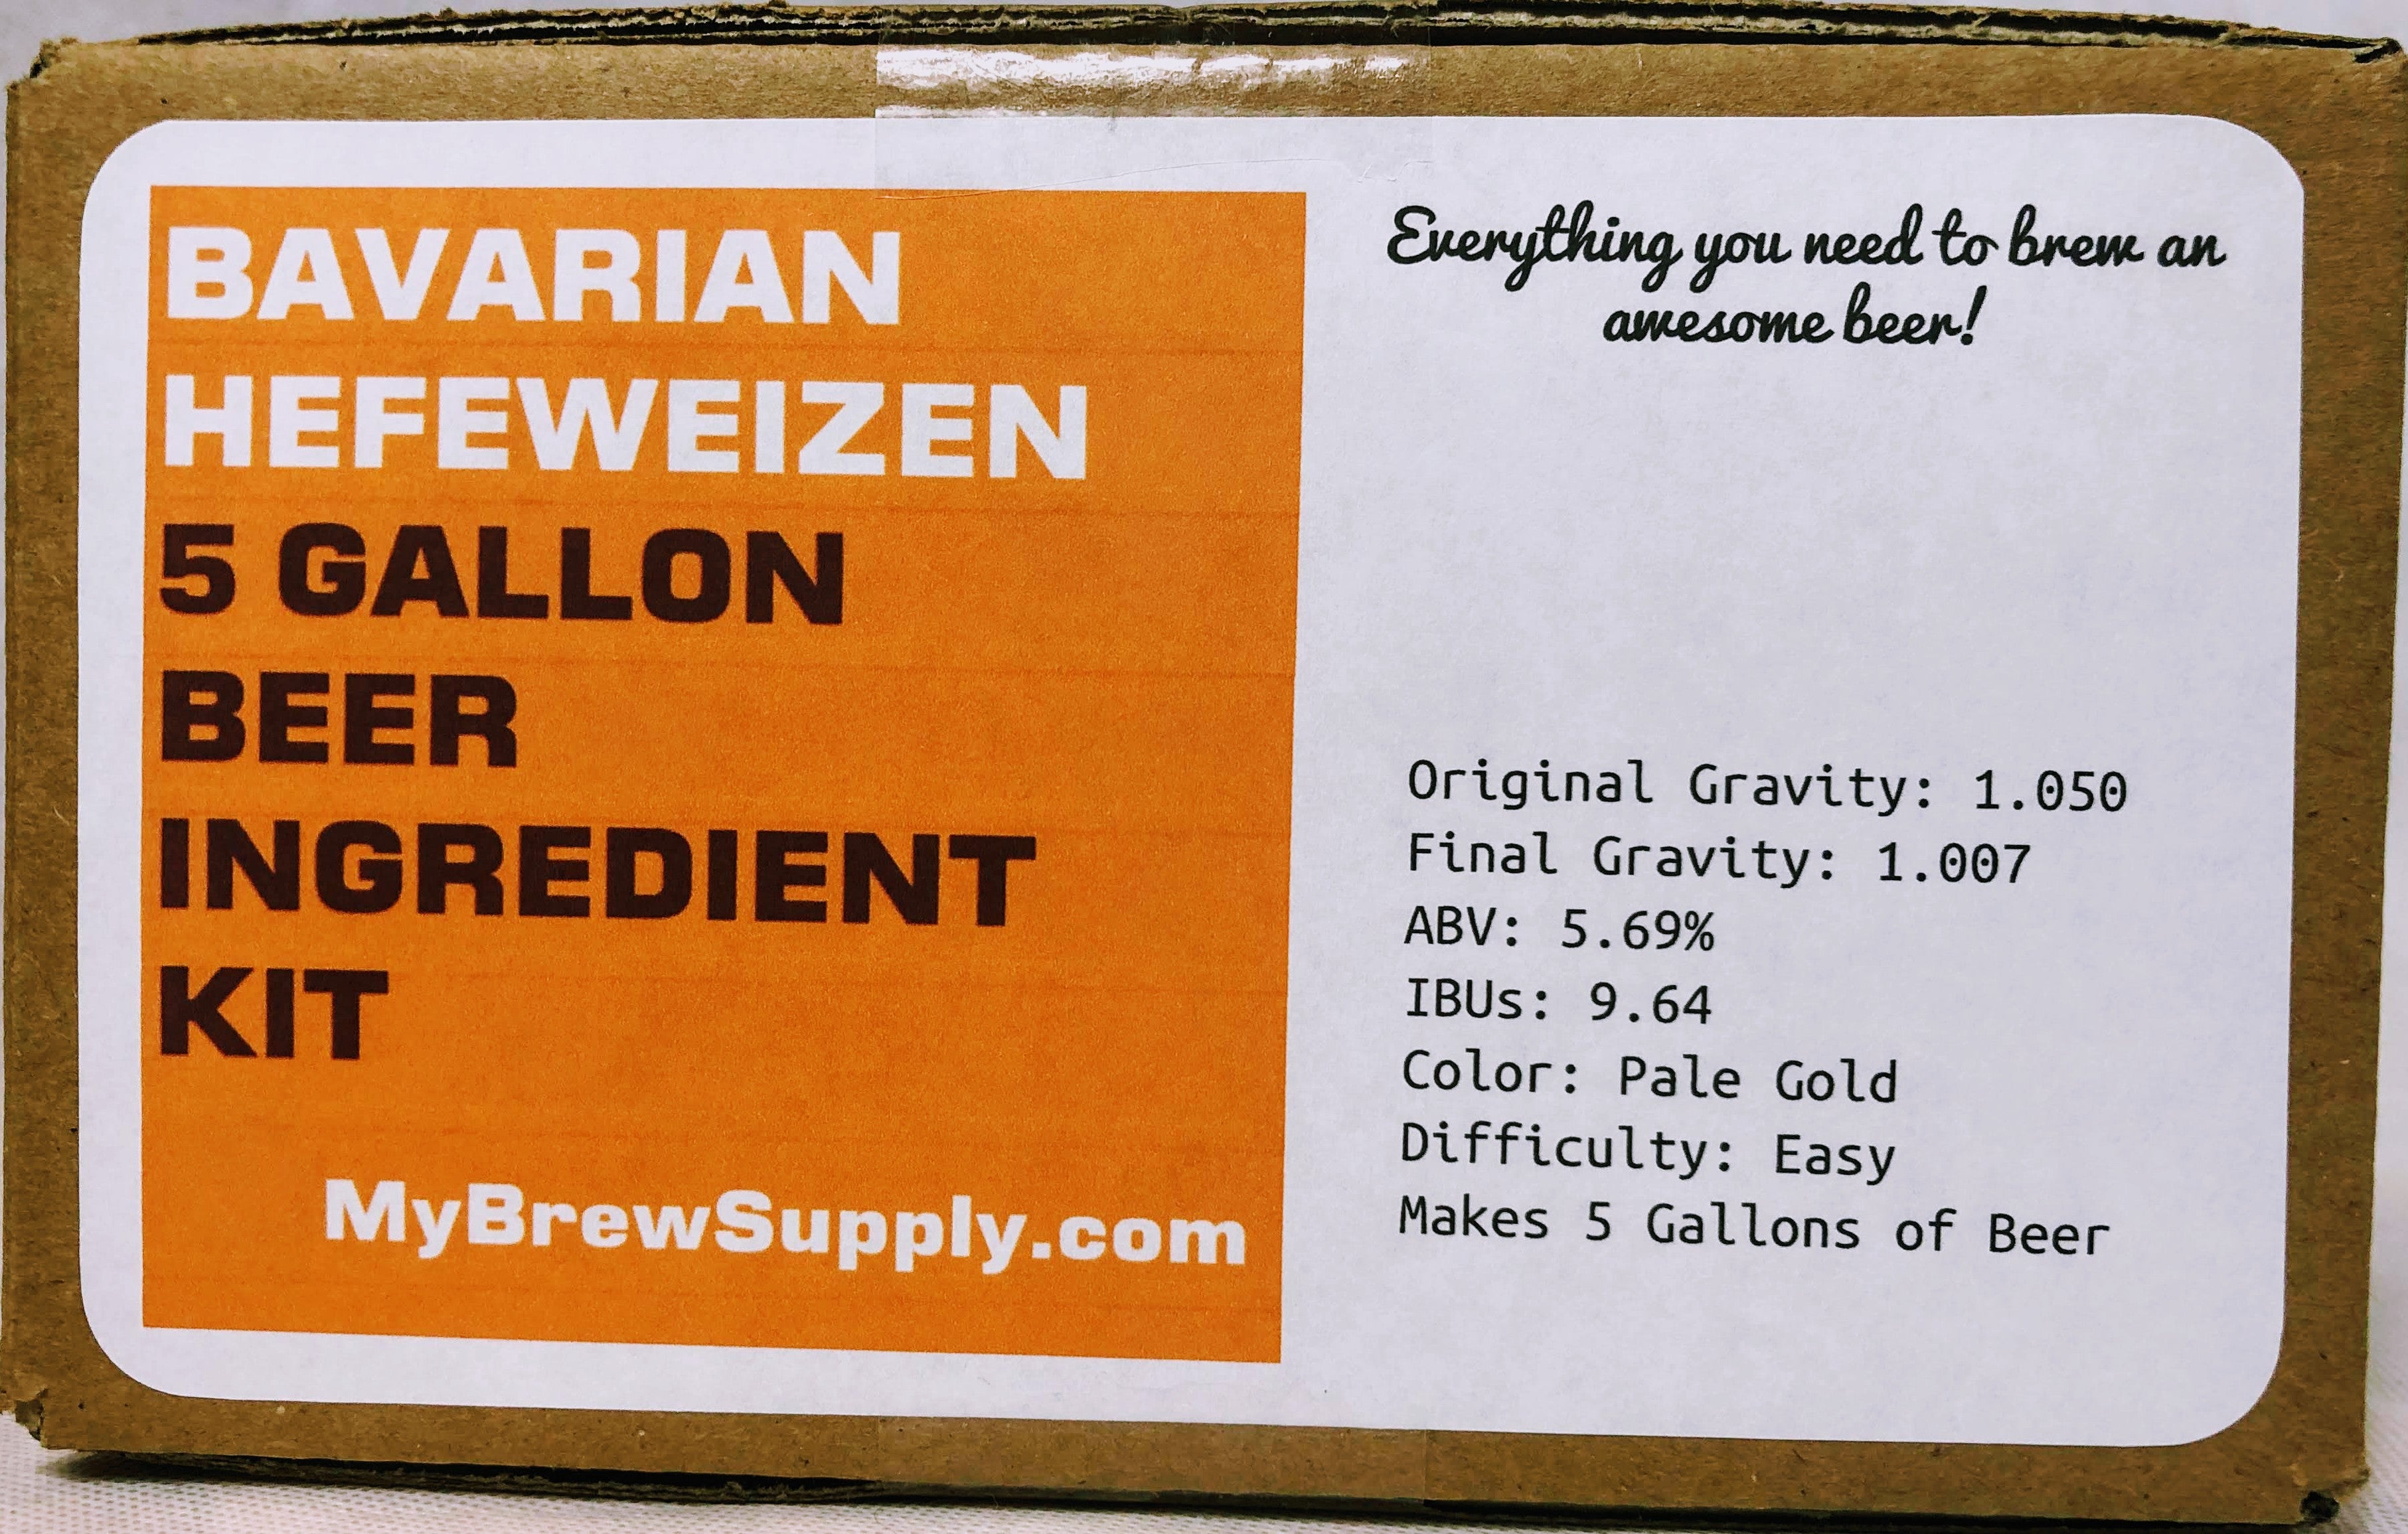 BAVARIAN
HEFEWEIZEN
5 GALLON
BEER
INGREDIENT
KIT
MyBrewSupply.com
Everything you need to brew an
awesome beer!
Original Gravity: 1.050
Final Gravity: 1.007
ABV: 5.69%
IBUs: 9.64
Color: Pale Gold
Difficulty: Easy
Makes 5 Gallons of Beer